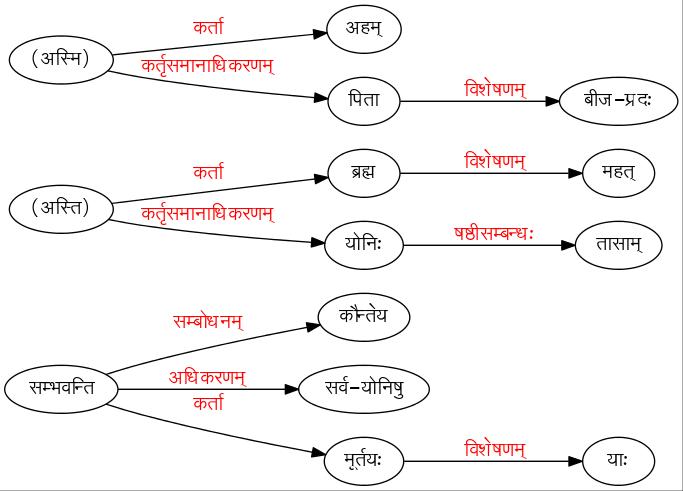 कर्ता अहम्
(अस्मि)
कर्तृसमानाधिकरणम् पिता विशेषणम् बीज-प्रदः
कर्ता ब्रह्म विशेषणम् महत्
(अस्ति)
कर्तृसमानाधिकरणम् योनिः षष्ठीसम्बन्धः तासाम्
सम्बोधनम् कौन्तेय
सम्भवन्ति अधिकरणम् सर्व-योनिषु
कर्ता मूर्तयः विशेषणम् याः